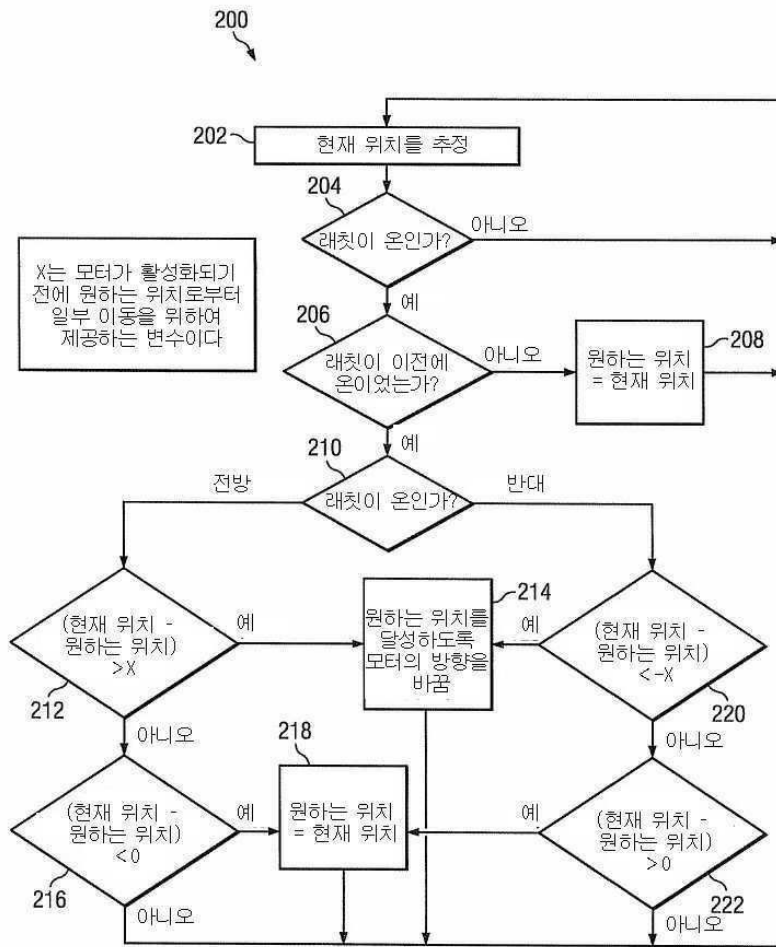 200
202
현재 위치를 추정
204
래칫이 온인가?
아니오
예
X는 모터가 활성화되기
전에 원하는 위치로부터
일부 이동을 위하여
제공하는 변수이다
206
래칫이 이전에
온이었는가?
아니오
208
원하는 위치
= 현재 위치
예
210
래칫이 온인가?
전방
반대
(현재 위치 -
원하는 위치)
>X
212
예
214
원하는 위치를
달성하도록
모터의 방향을
바꿈
예
(현재 위치 -
원하는 위치)
<-X
220
아니오
아니오
(현재 위치 -
원하는 위치)
<0
216
예
218
원하는 위치
= 현재 위치
예
(현재 위치 -
원하는 위치)
>0
222
아니오
아니오